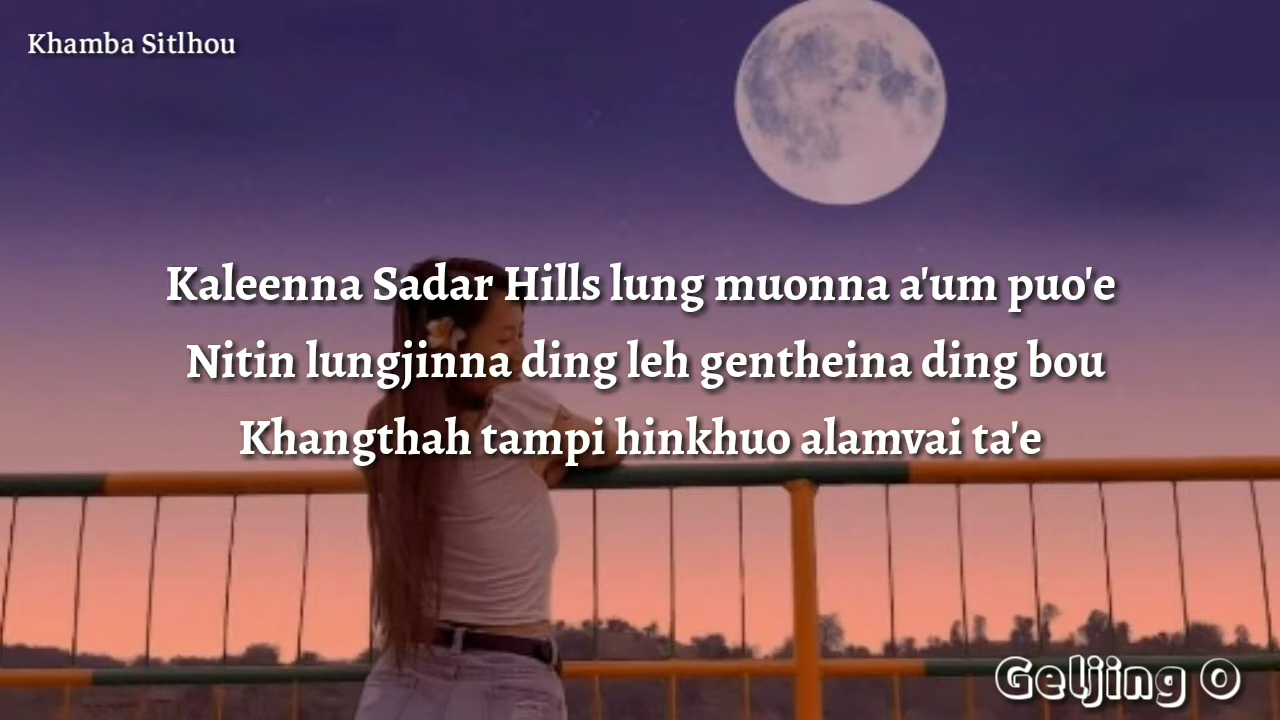 Khamba Sitlhou
Kaleenna Sadar Hills lung muonna a'um puo'e
Nitin lungjinna ding leh gentheina ding bou
Khangthah tampi hinkhuo alamvai ta'e
Geljing O